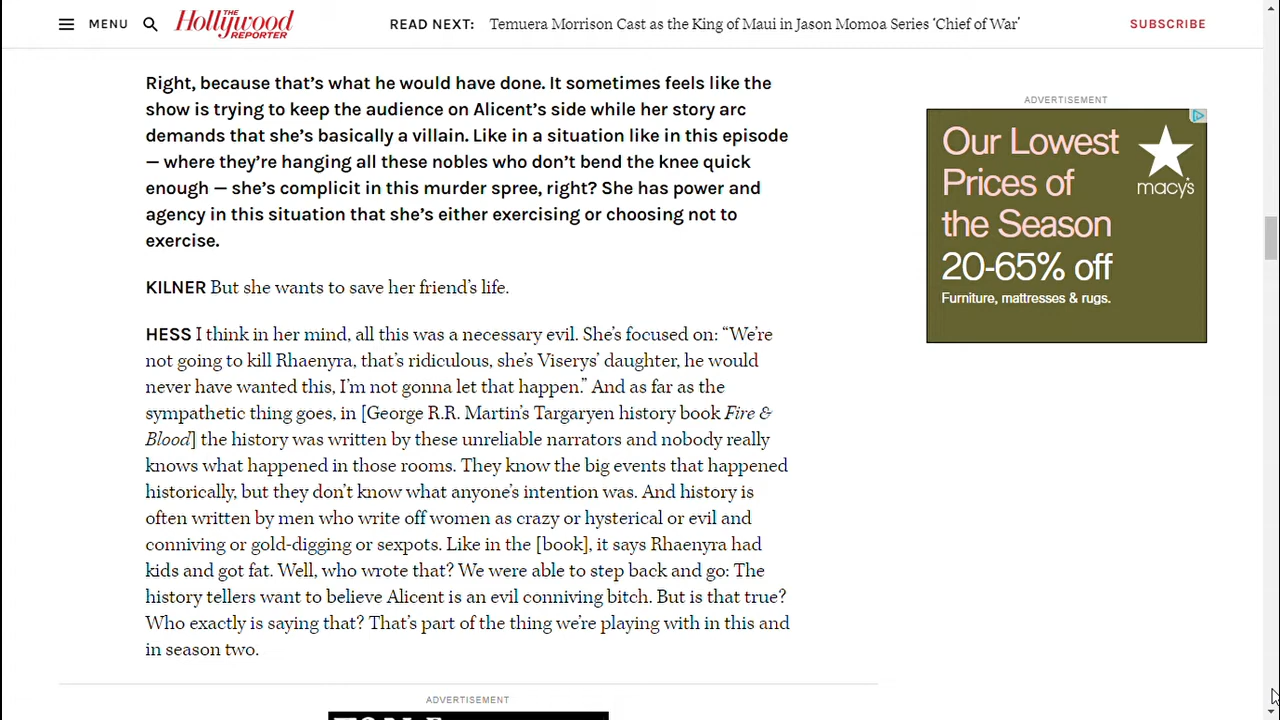 MENU
THE
Hollywood
REPORTER
READ NEXT: Temuera Morrison Cast as the King of Maui in Jason Momoa Series ‘Chief of War’
SUBSCRIBE
Right, because that’s what he would have done. It sometimes feels like the
show is trying to keep the audience on Alicent’s side while her story arc
demands that she’s basically a villain. Like in a situation like in this episode
— where they’re hanging all these nobles who don’t bend the knee quick
enough — she’s complicit in this murder spree, right? She has power and
agency in this situation that she’s either exercising or choosing not to
exercise.
KILNER But she wants to save her friend’s life.
HESS I think in her mind, all this was a necessary evil. She’s focused on: “We’re
not going to kill Rhaenyra, that’s ridiculous, she’s Viserys’ daughter, he would
never have wanted this, I’m not gonna let that happen.” And as far as the
sympathetic thing goes, in [George R.R. Martin’s Targaryen history book Fire &
Blood] the history was written by these unreliable narrators and nobody really
knows what happened in those rooms. They know the big events that happened
historically, but they don’t know what anyone’s intention was. And history is
often written by men who write off women as crazy or hysterical or evil and
conniving or gold-digging or sexpots. Like in the [book], it says Rhaenyra had
kids and got fat. Well, who wrote that? We were able to step back and go: The
history tellers want to believe Alicent is an evil conniving bitch. But is that true?
Who exactly is saying that? That’s part of the thing we’re playing with in this and
in season two.
ADVERTISEMENT
Our Lowest
Prices of
the Season
20-65% off
Furniture, mattresses & rugs.
macy’s
ADVERTISEMENT